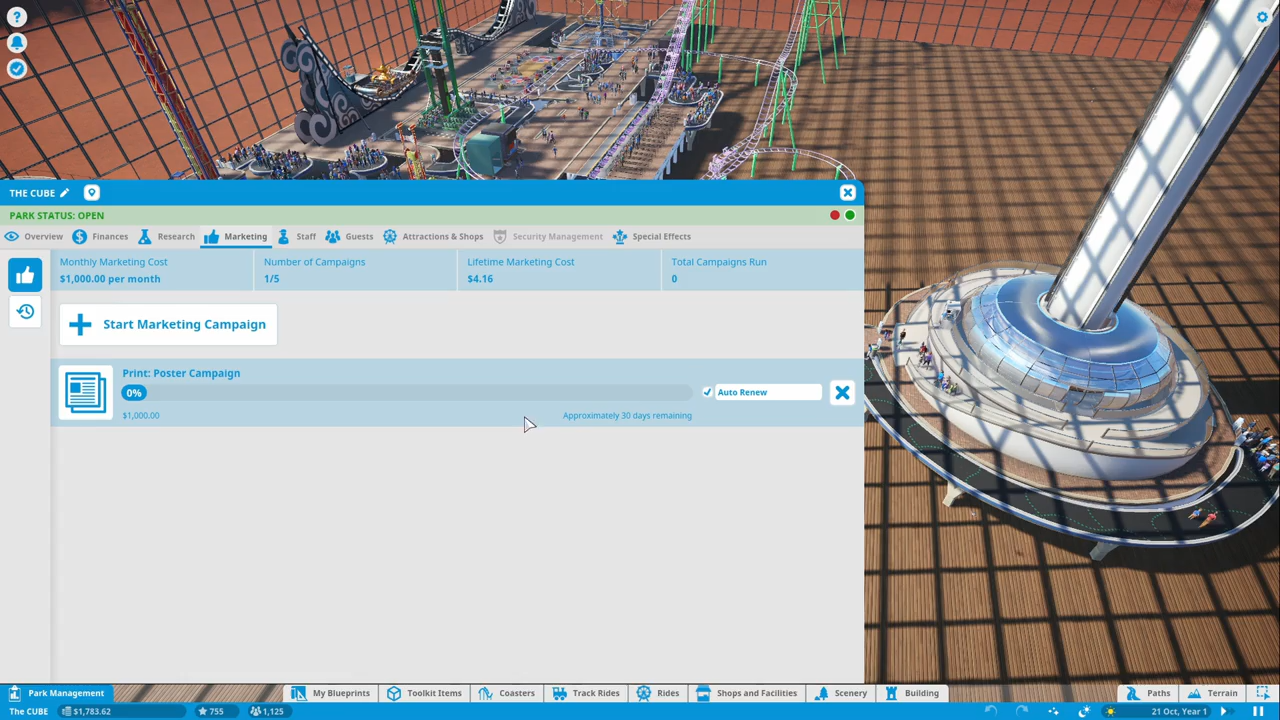 ?
THE CUBE
PARK STATUS: OPEN
Overview
Finances
Research
Marketing
Staff
Guests
Attractions & Shops
Security Management
Special Effects
Monthly Marketing Cost
$1,000.00 per month
Number of Campaigns
1/5
Lifetime Marketing Cost
$4.16
Total Campaigns Run
0
Start Marketing Campaign
Print: Poster Campaign
0%
Auto Renew
$1,000.00
Approximately 30 days remaining
Park Management
My Blueprints
Toolkit Items
Coasters
Track Rides
Rides
Shops and Facilities
Scenery
Building
Paths
Terrain
The CUBE
$1,783.62
755
1,125
21 Oct, Year 1